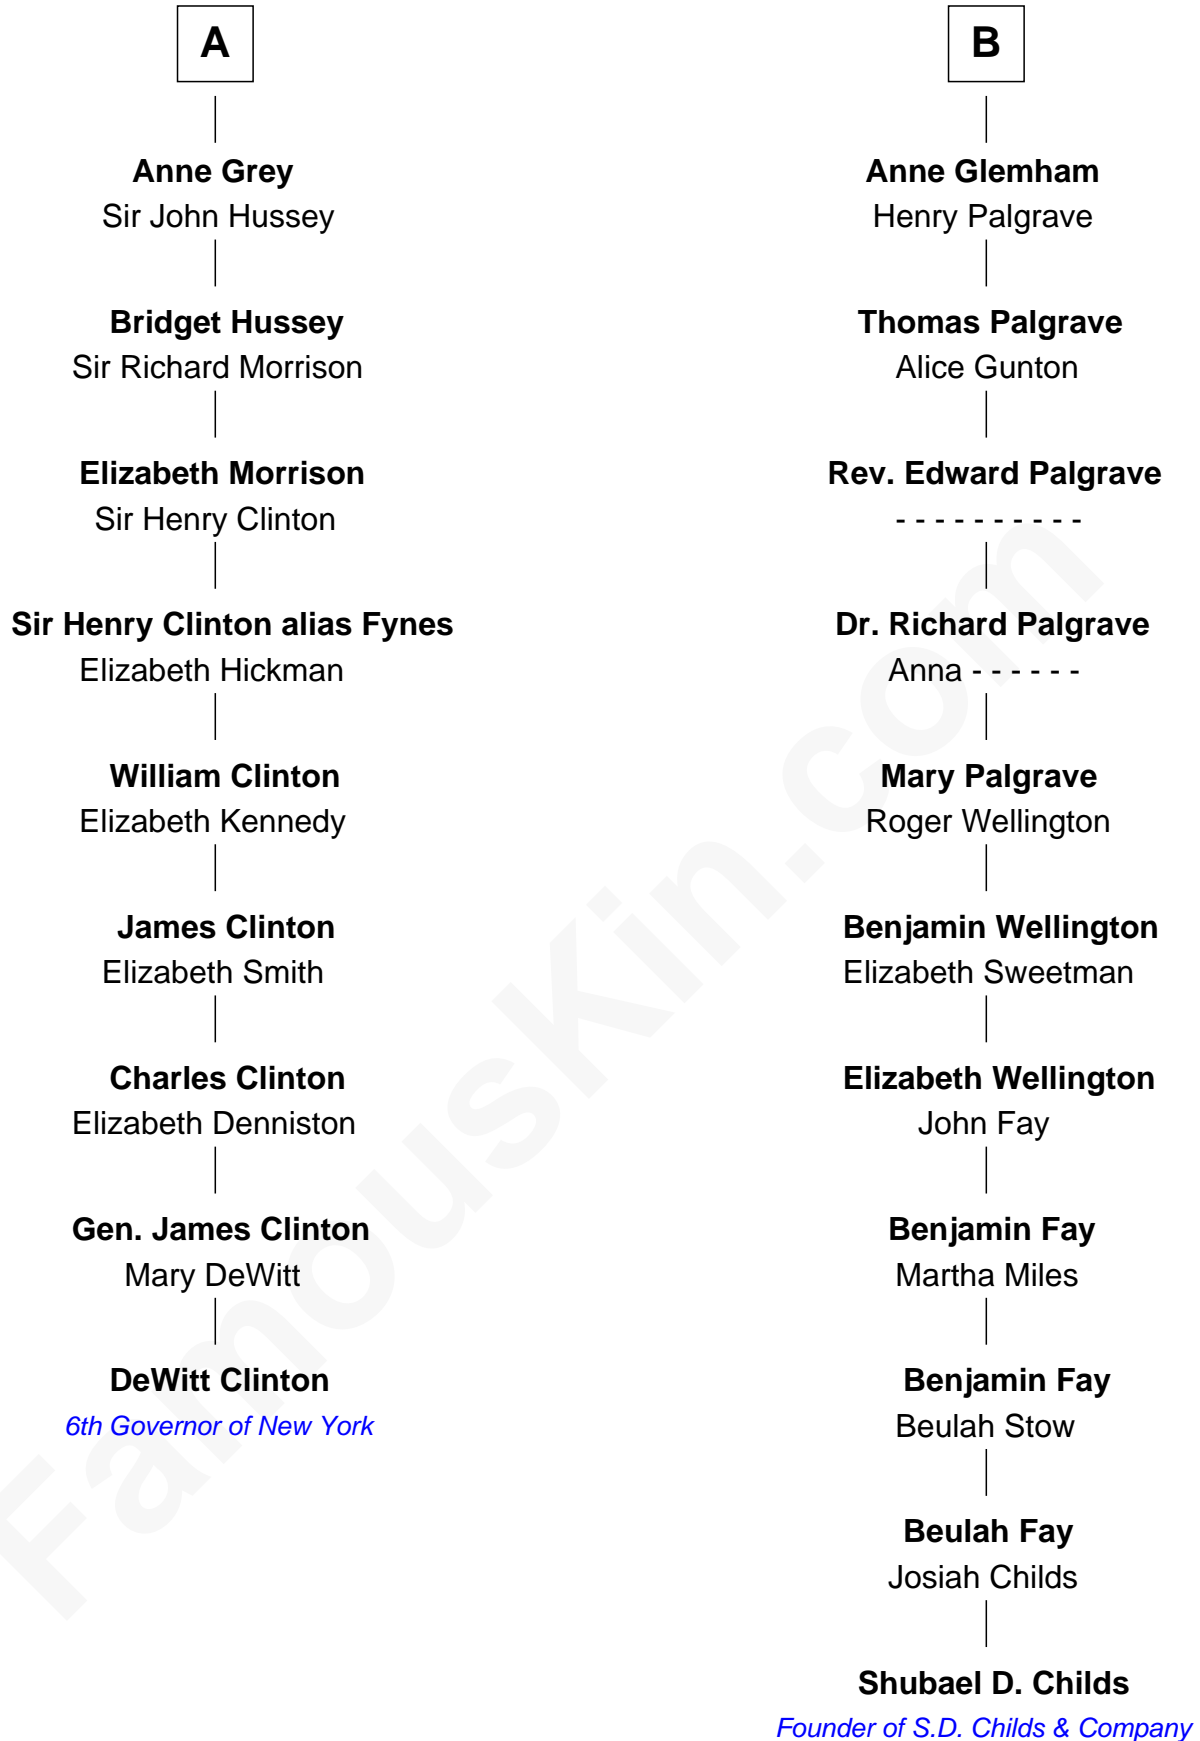 A
Anne Grey
Sir John Hussey
Bridget Hussey
Sir Richard Morrison
Elizabeth Morrison
Sir Henry Clinton
Sir Henry Clinton alias Fynes
Elizabeth Hickman
William Clinton
Elizabeth Kennedy
James Clinton
Elizabeth Smith
Charles Clinton
Elizabeth Denniston
Gen. James Clinton
Mary DeWitt
DeWitt Clinton
6th Governor of New York
B
Anne Glemham
Henry Palgrave
Thomas Palgrave
Alice Gunton
Rev. Edward Palgrave
- - - - - - - - - -
Dr. Richard Palgrave
Anna - - - - - -
Mary Palgrave
Roger Wellington
Benjamin Wellington
Elizabeth Sweetman
Elizabeth Wellington
John Fay
Benjamin Fay
Martha Miles
Benjamin Fay
Beulah Stow
Beulah Fay
Josiah Childs
Shubael D. Childs
Founder of S.D. Childs & Company
FamousKin.com